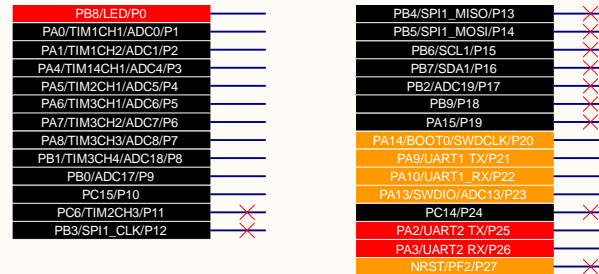 PB8/LED/P0
PA0/TIM1CH1/ADC0/P1
PA1/TIM1CH2/ADC1/P2
PA4/TIM14CH1/ADC4/P3
PA5/TIM2CH1/ADC5/P4
PA6/TIM3CH1/ADC6/P5
PA7/TIM3CH2/ADC7/P6
PA8/TIM3CH3/ADC8/P7
PB1/TIM3CH4/ADC18/P8
PB0/ADC17/P9
PC15/P10
PC6/TIM2CH3/P11
PB3/SPI1_CLK/P12
PB4/SPI1_MISO/P13
PB5/SPI1_MOSI/P14
PB6/SCL1/P15
PB7/SDA1/P16
PB2/ADC19/P17
PB9/P18
PA15/P19
PA14/BOOT0/SWDCLK/P20
PA9/UART1 TX/P21
PA10/UART1_RX/P22
PA13/SWDIO/ADC13/P23
PC14/P24
PA2/UART2 TX/P25
PA3/UART2 RX/P26
NRST/PF2/P27